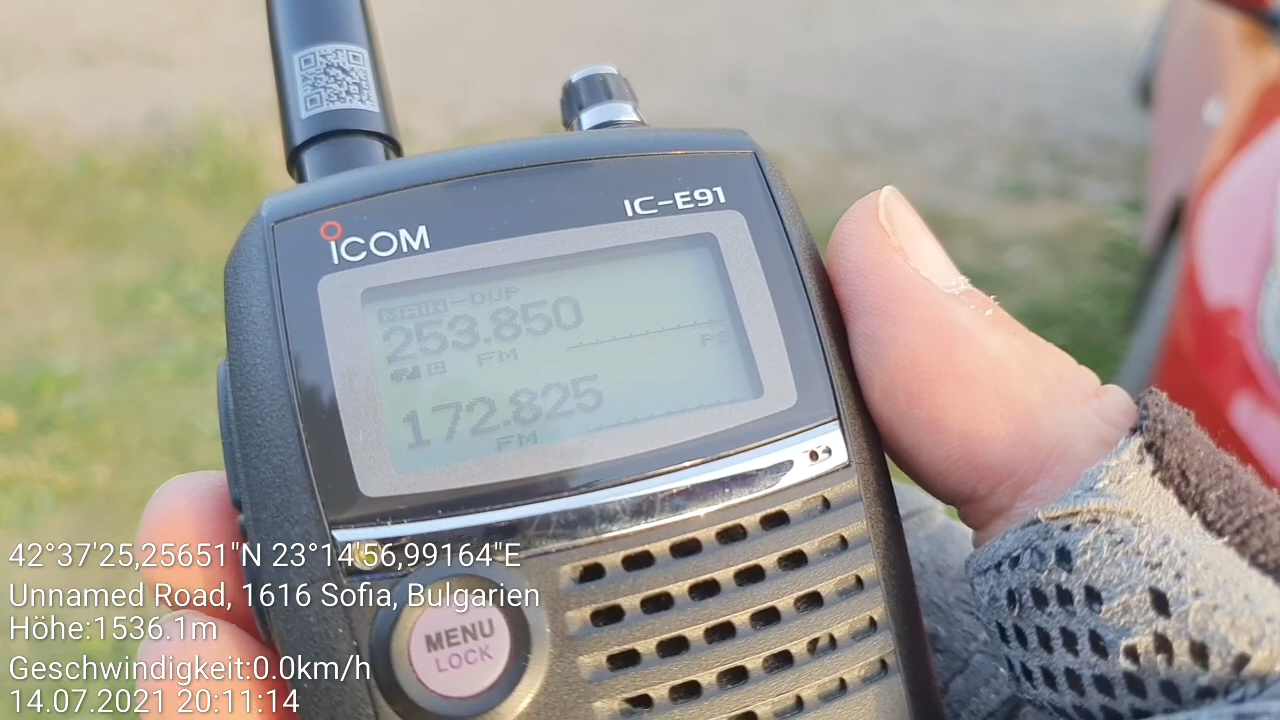 IC-E91
iCOM
MAIN -DUP
253.850
FM
PS
172.825
FM
MENU
LOCK
42°37'25,25651"N 23°14'56,99164"E
Unnamed Road, 1616 Sofia, Bulgarien
Höhe:1536.1m
Geschwindigkeit:0.0km/h
14.07.2021 20:11:14